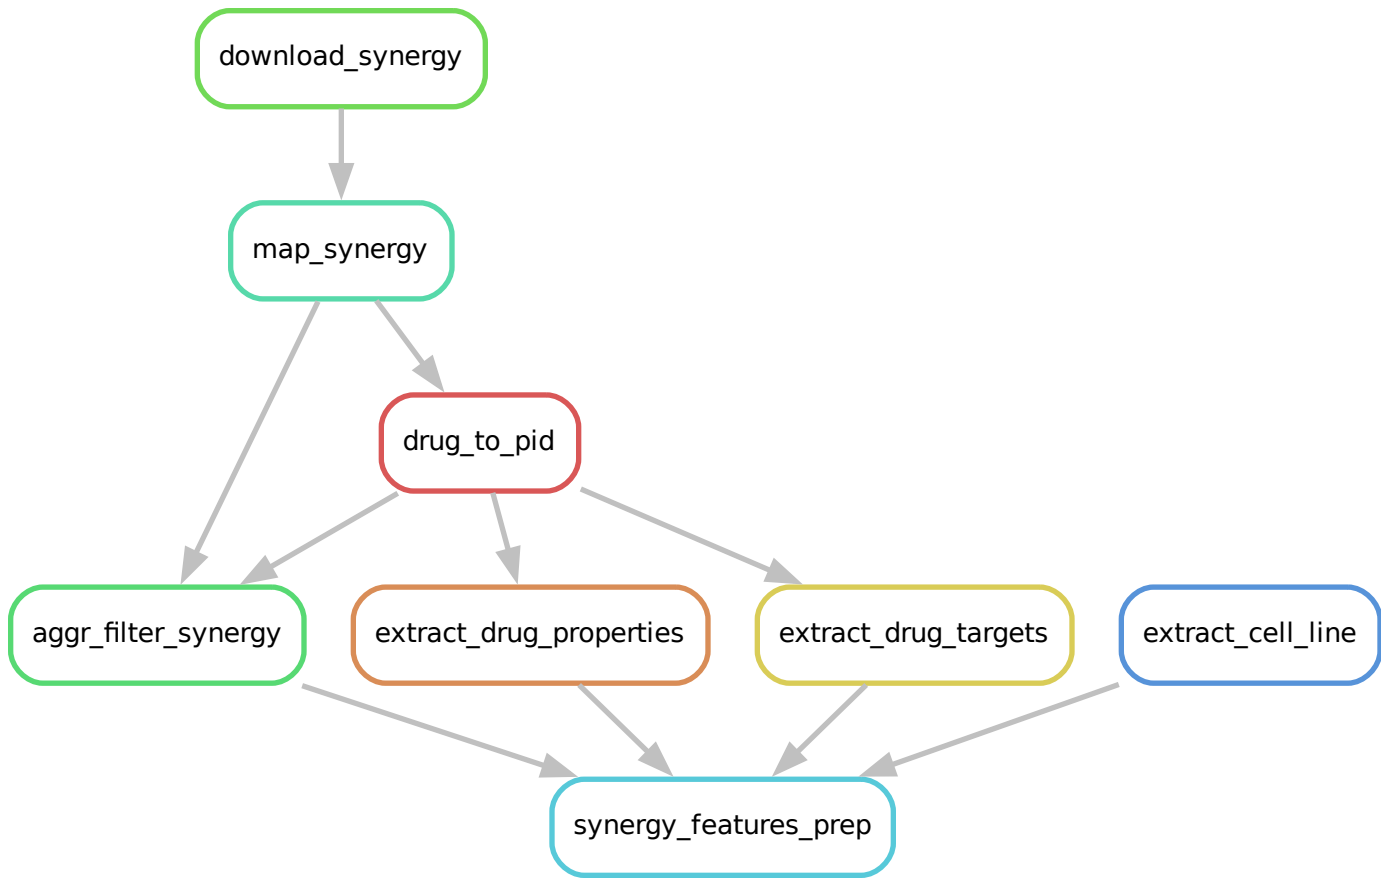 download_synergy
map_synergy
drug_to_pid
aggr_filter_synergy
extract_drug_properties
extract_drug_targets
extract_cell_line
synergy_features_prep